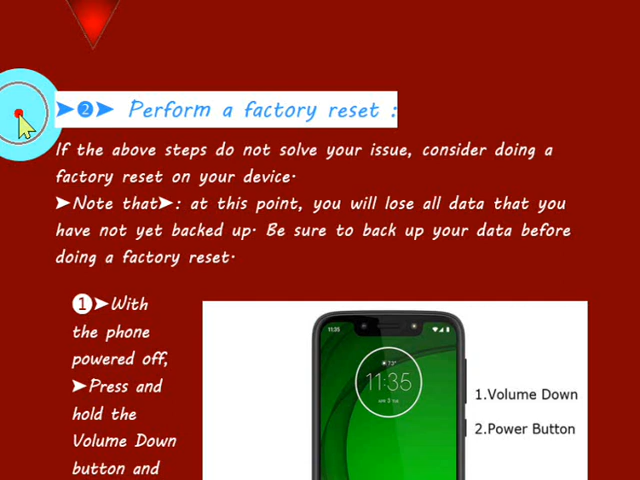 ➤❷➤ Perform a factory reset :
If the above steps do not solve your issue, consider doing a
factory reset on your device.
➤Note that➤: at this point, you will lose all data that you
have not yet backed up. Be sure to back up your data before
doing a factory reset.
❶➤With
the phone
powered off,
➤Press and
hold the
Volume Down
button and
11:35
11:35
1.Volume Down
2.Power Button